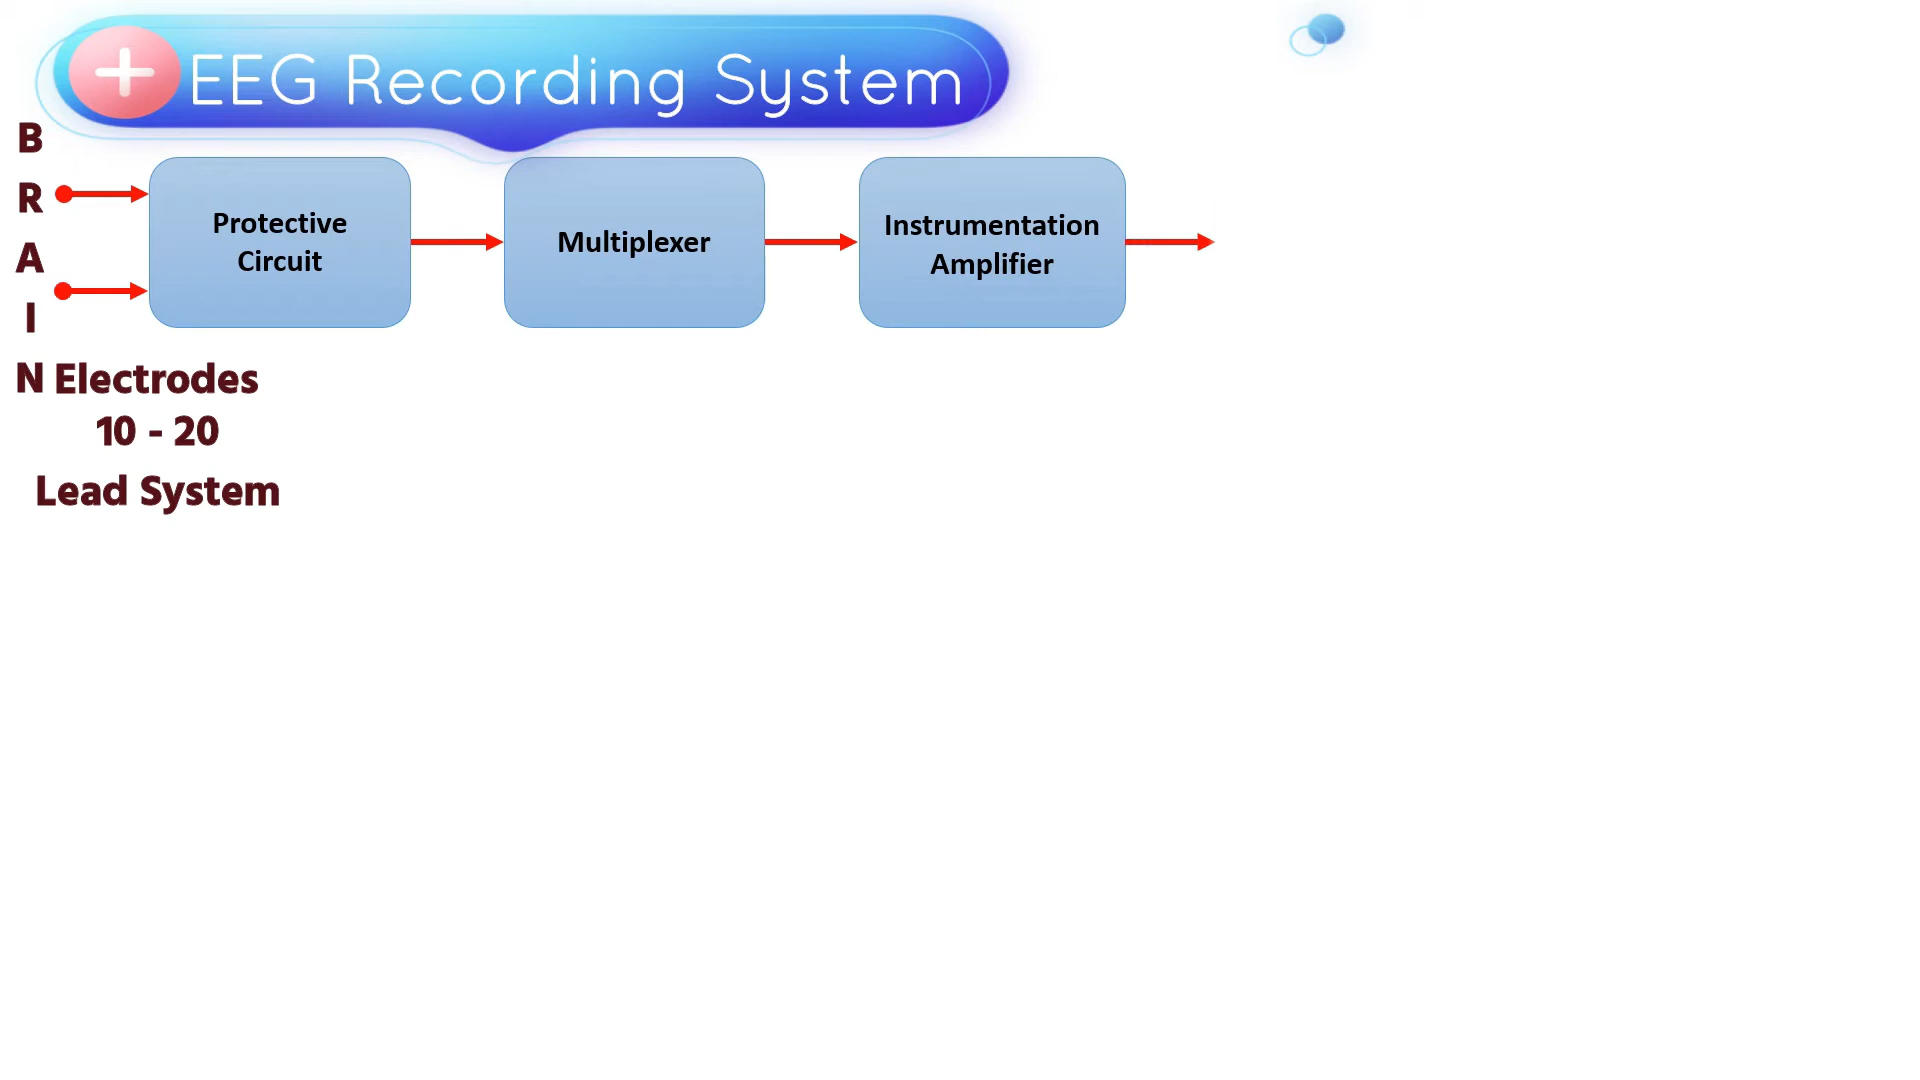 EEG Recording System
B
R
A
I
N
Protective
Circuit
Multiplexer
Instrumentation
Amplifier
Electrodes
10 - 20
Lead System